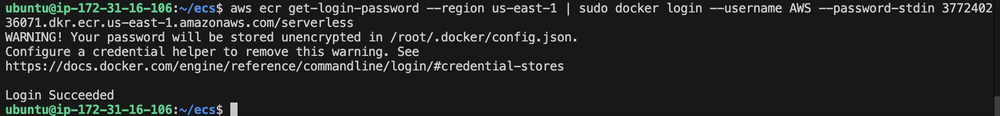 ubuntu@ip-172-31-16-106:~/ecs$ aws ecr get-login-password --region us-east-1 | sudo docker login --username AWS --password-stdin 3772402
36071.dkr.ecr.us-east-1.amazonaws.com/serverless
WARNING! Your password will be stored unencrypted in /root/.docker/config.json.
Configure a credential helper to remove this warning. See
https://docs.docker.com/engine/reference/commandline/login/#credential-stores
Login Succeeded
ubuntu@ip-172-31-16-106:~/ecs$